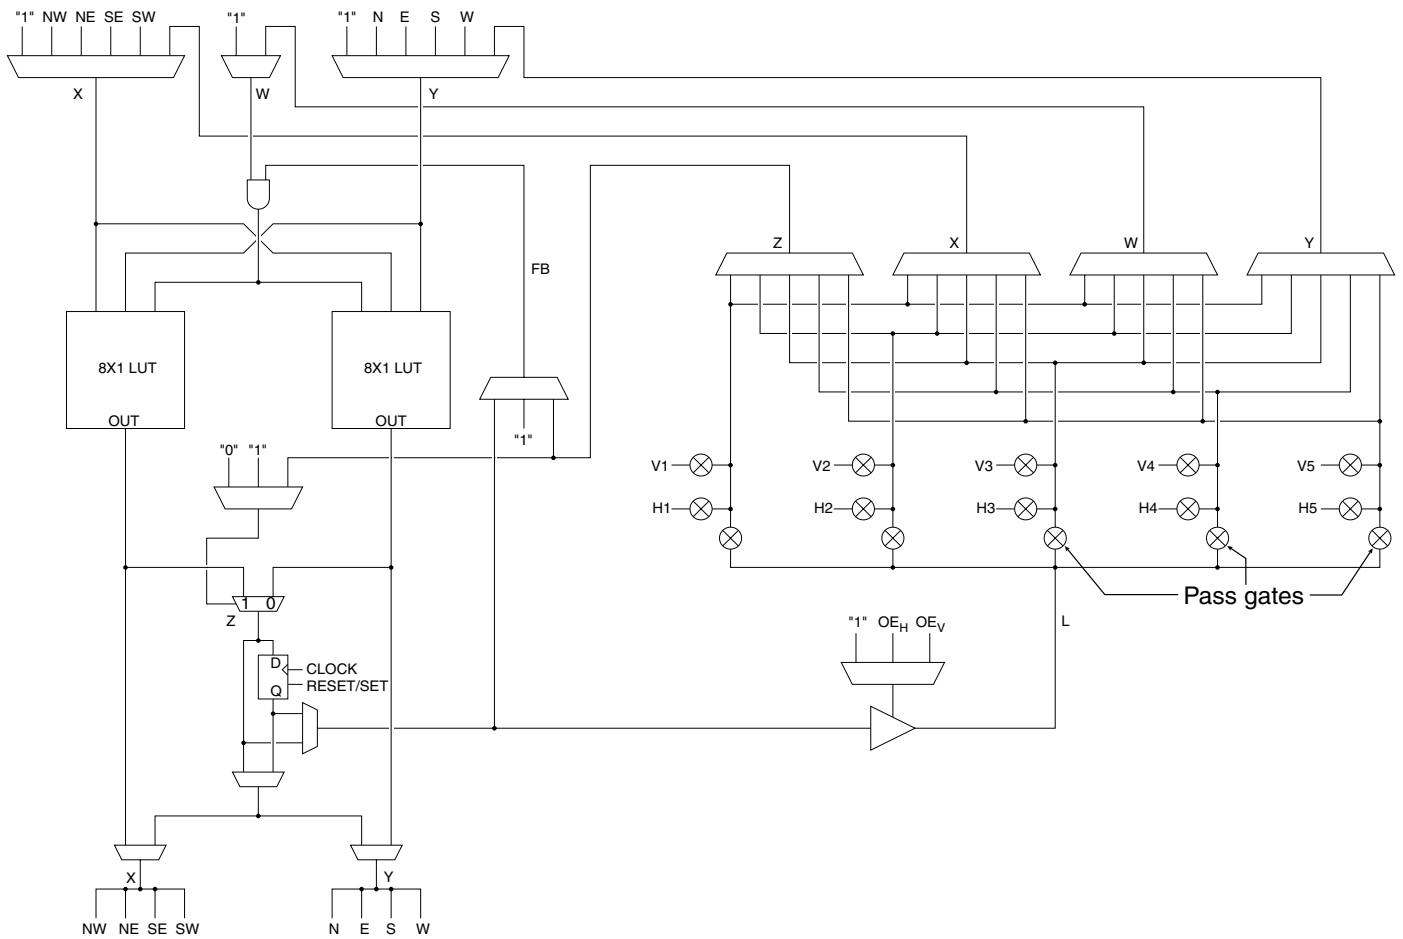 "1" NW NE SE SW "1" "1" N E S W
X W Y
Z X W Y
FB
8X1 LUT 8X1 LUT
OUT OUT
"1"
"0" "1"
V1 V2 V3 V4 V5
H1 H2 H3 H4 H5
Pass gates
1 0
Z
"1" OEH OEV
L
D
CLOCK
Q
RESET/SET
X Y
NW NE SE SW N E S W